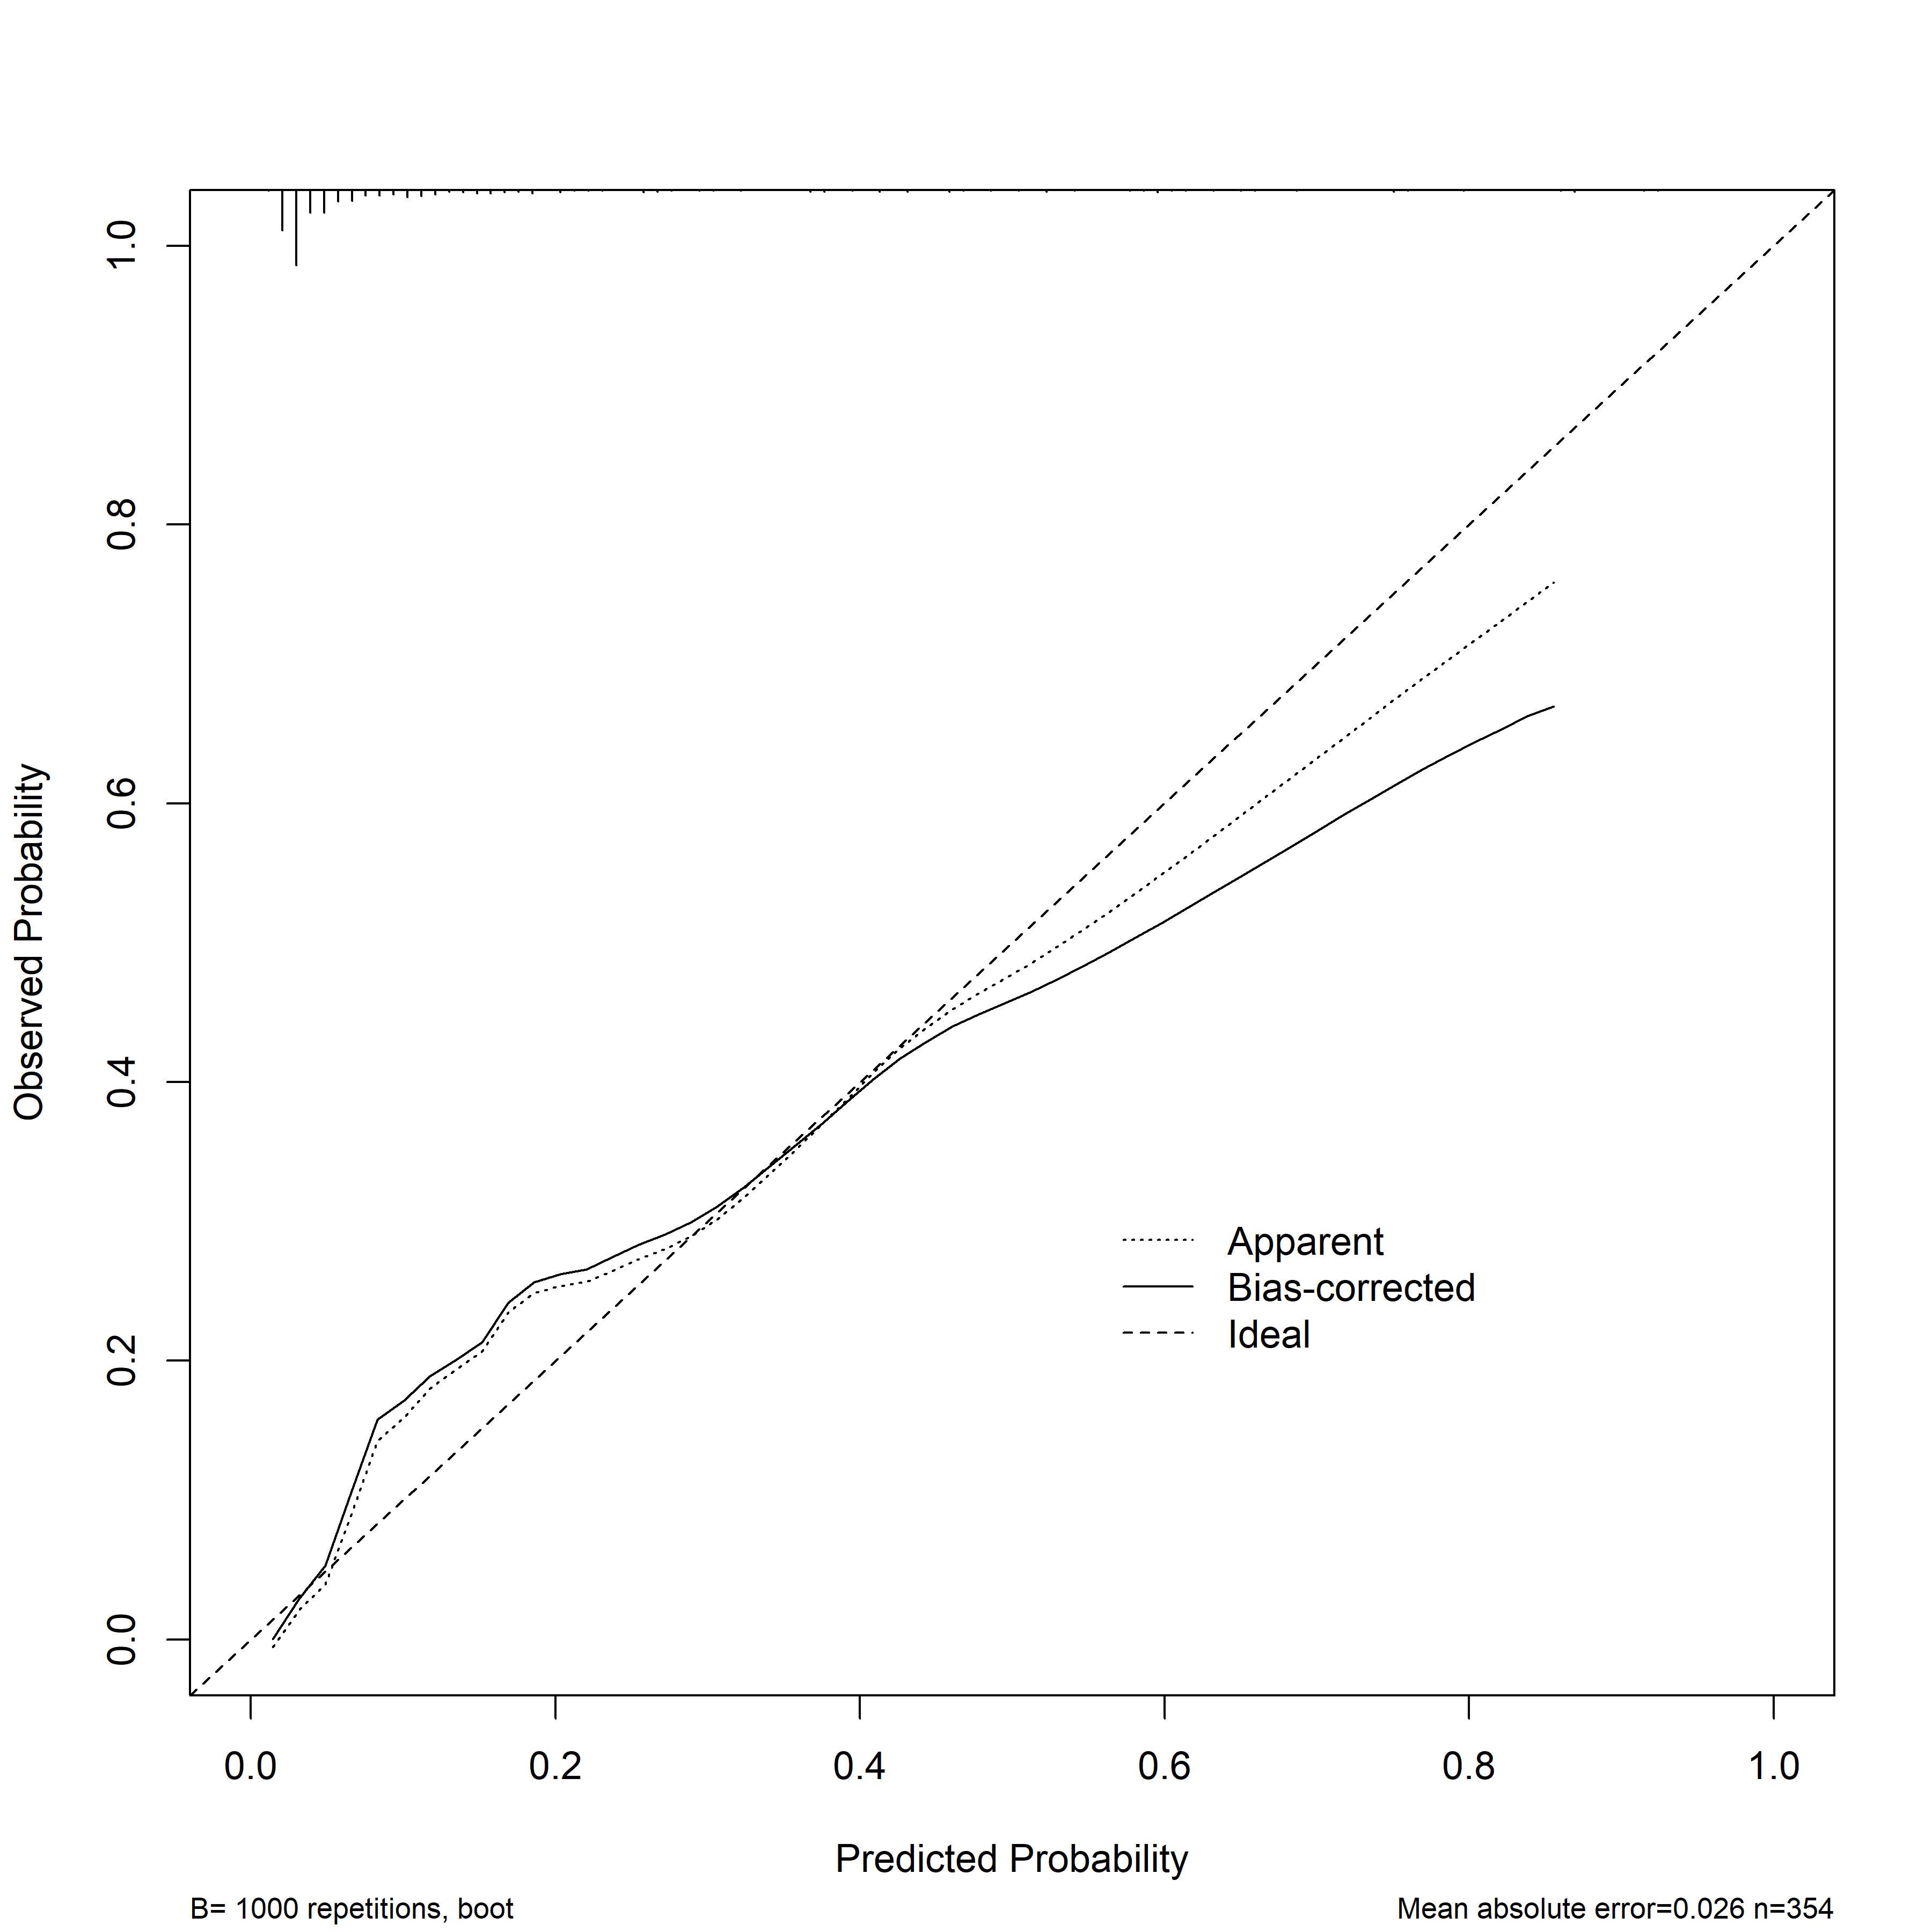 1.0
0.8
0.6
0.4
0.2
0.0
Observed Probability
Apparent
Bias-corrected
Ideal
0.0 0.2 0.4 0.6 0.8 1.0
Predicted Probability
B= 1000 repetitions, boot
Mean absolute error=0.026 n=354